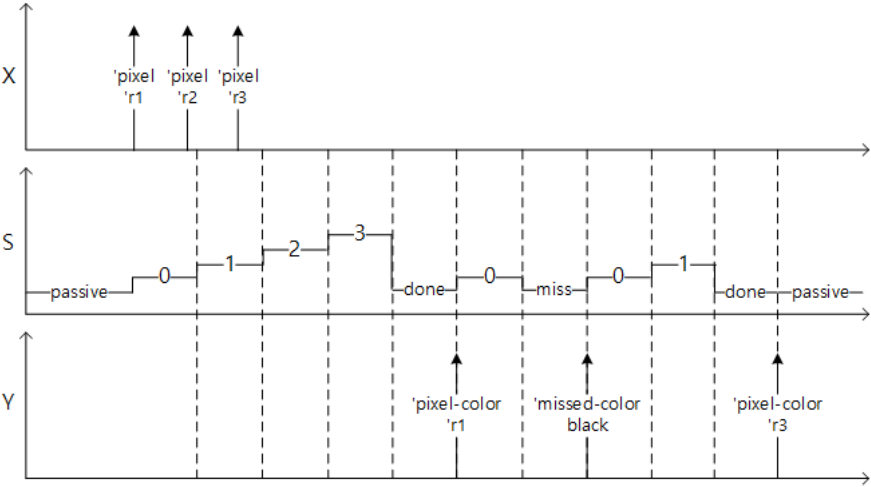 X
'pixel 'pixel 'pixel
'r1 'r2 'r3
S
passive 0 1 2 3 done 0 miss 0 1 done passive
Y
'pixel-color 'missed-color 'pixel-color
'r1 black 'r3